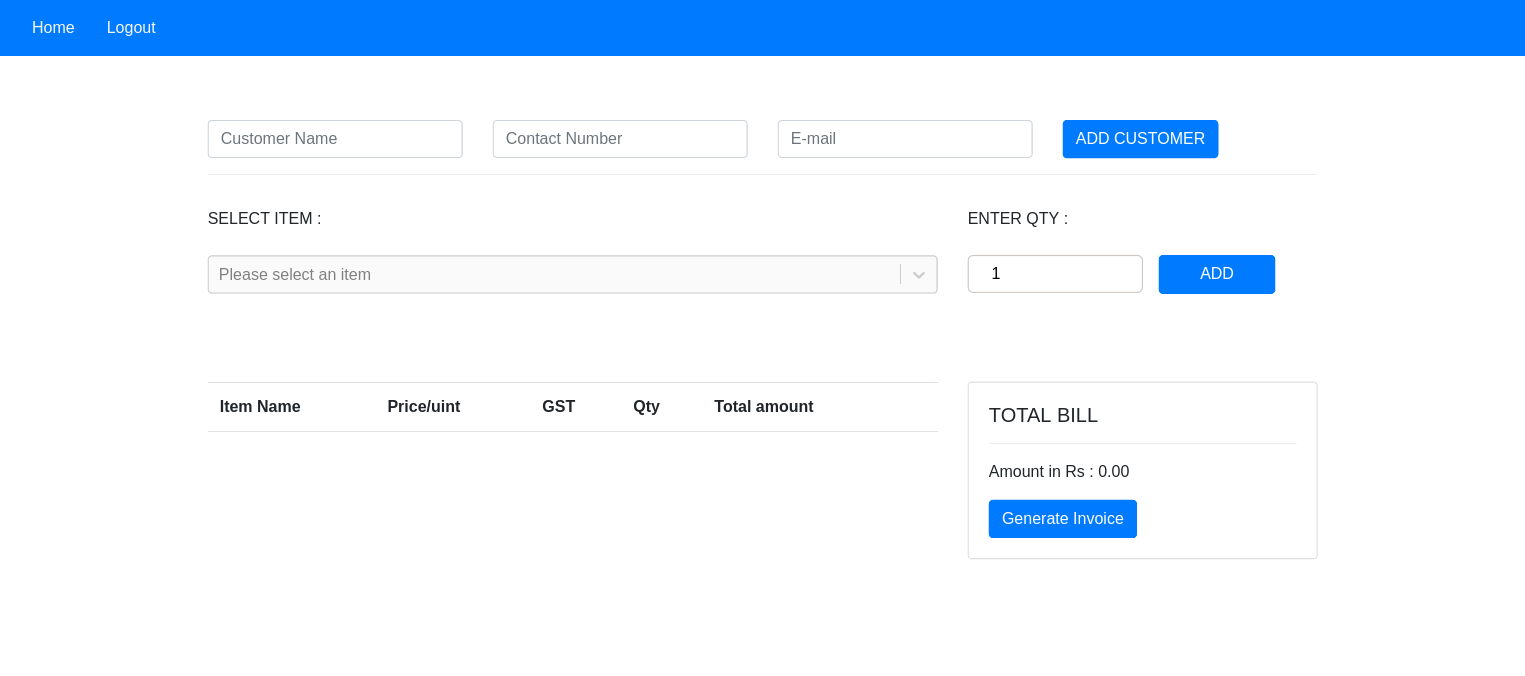 Home Logout
Customer Name Contact Number E-mail ADD CUSTOMER
SELECT ITEM : ENTER QTY :
Please select an item 1 ADD
Item Name Price/uint GST Qty Total amount
TOTAL BILL
Amount in Rs : 0.00
Generate Invoice